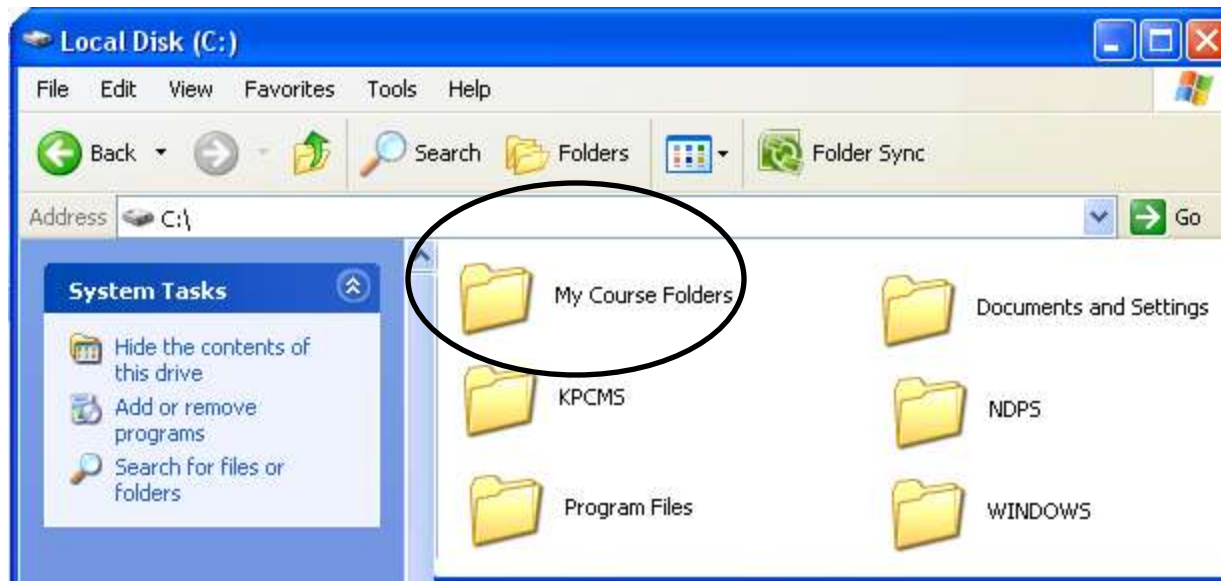 Local Disk (C:)
File Edit View Favorites Tools Help
Back Search Folders Folder Sync
Address C:\ Go
System Tasks
Hide the contents of
this drive
Add or remove
programs
Search for files or
folders
My Course Folders
Documents and Settings
KPCMS
NDPS
Program Files
WINDOWS